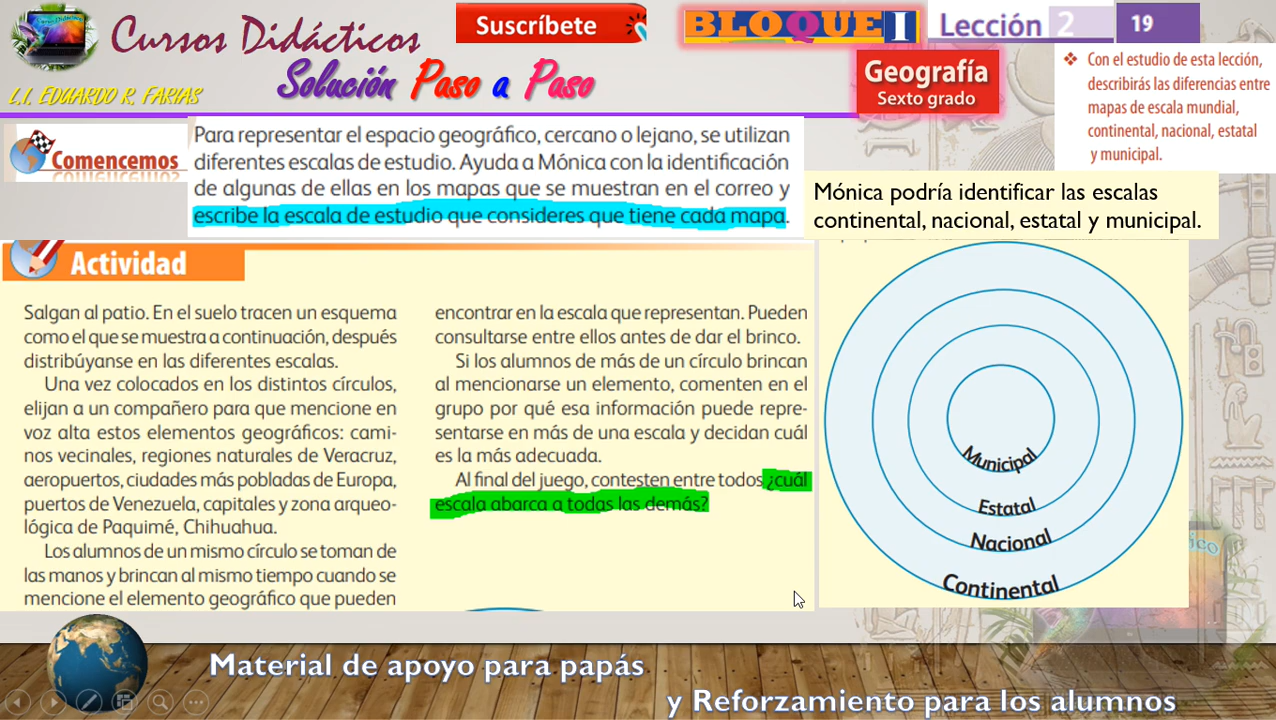 Cursos Didácticos
Suscríbete
BLOQUE I
Lección 2
19
L.I. EDUARDO R. FARIAS
Solución Paso a Paso
Geografía
Sexto grado
Con el estudio de esta lección,
describirás las diferencias entre
mapas de escala mundial,
continental, nacional, estatal
y municipal.
Comencemos
Para representar el espacio geográfico, cercano o lejano, se utilizan
diferentes escalas de estudio. Ayuda a Mónica con la identificación
de algunas de ellas en los mapas que se muestran en el correo y
escribe la escala de estudio que consideres que tiene cada mapa.
Mónica podría identificar las escalas
continental, nacional, estatal y municipal.
Actividad
Salgan al patio. En el suelo tracen un esquema
como el que se muestra a continuación, después
distribúyanse en las diferentes escalas.
Una vez colocados en los distintos círculos,
elijan a un compañero para que mencione en
voz alta estos elementos geográficos: cami-
nos vecinales, regiones naturales de Veracruz,
aeropuertos, ciudades más pobladas de Europa,
puertos de Venezuela, capitales y zona arqueo-
lógica de Paquimé, Chihuahua.
Los alumnos de un mismo círculo se toman de
las manos y brincan al mismo tiempo cuando se
mencione el elemento geográfico que pueden
encontrar en la escala que representan. Pueden
consultarse entre ellos antes de dar el brinco.
Si los alumnos de más de un círculo brincan
al mencionarse un elemento, comenten en el
grupo por qué esa información puede repre-
sentarse en más de una escala y decidan cuál
es la más adecuada.
Al final del juego, contesten entre todos ¿cuál
escala abarca a todas las demás?
Municipal
Estatal
Nacional
Continental
Material de apoyo para papás
y Reforzamiento para los alumnos